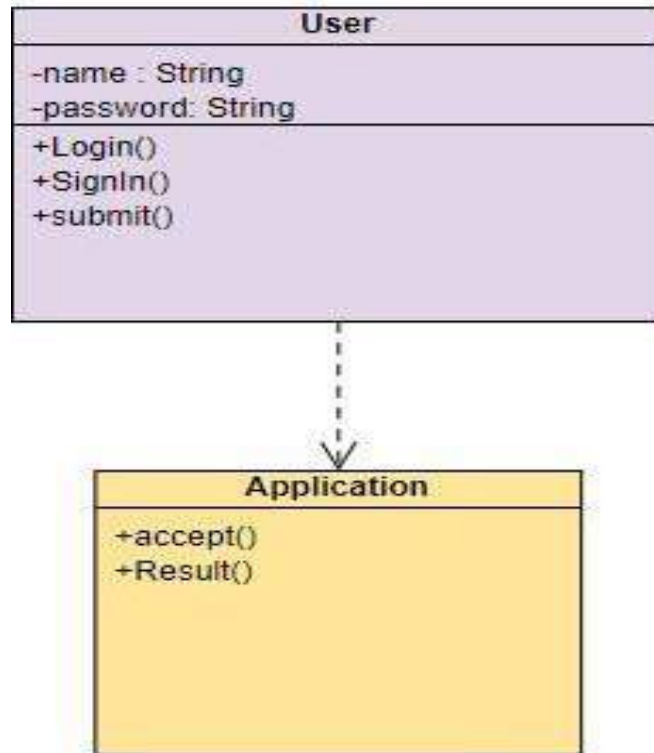 User
-name : String
-password: String
+Login()
+SignIn()
+submit()
Application
+accept()
+Result()